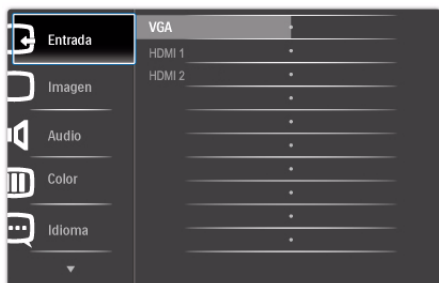 Entrada
VGA
HDMI 1
HDMI 2
Imagen
Audio
Color
Idioma